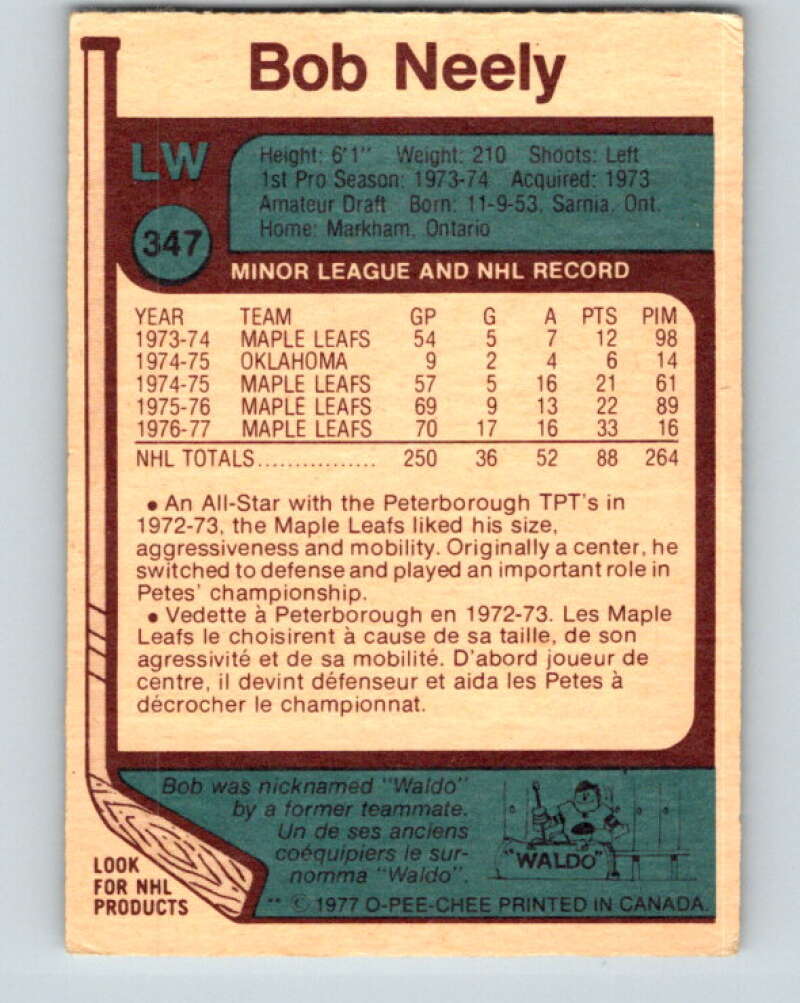 Bob Neely
LW
347
Height: 6'1" Weight: 210 Shoots: Left
1st Pro Season: 1973-74 Acquired: 1973
Amateur Draft Born: 11-9-53, Sarnia, Ont.
Home: Markham, Ontario
MINOR LEAGUE AND NHL RECORD
YEAR TEAM GP G A PTS PIM
1973-74 MAPLE LEAFS 54 5 7 12 98
1974-75 OKLAHOMA 9 2 4 6 14
1974-75 MAPLE LEAFS 57 5 16 21 61
1975-76 MAPLE LEAFS 69 9 13 22 89
1976-77 MAPLE LEAFS 70 17 16 33 16
NHL TOTALS................ 250 36 52 88 264
• An All-Star with the Peterborough TPT's in
1972-73, the Maple Leafs liked his size,
aggressiveness and mobility. Originally a center, he
switched to defense and played an important role in
Petes' championship.
• Vedette à Peterborough en 1972-73. Les Maple
Leafs le choisirent à cause de sa taille, de son
agressivité et de sa mobilité. D'abord joueur de
centre, il devint défenseur et aida les Petes à
décrocher le championnat.
Bob was nicknamed "Waldo"
by a former teammate.
Un de ses anciens
coéquipiers le sur-
nomma "Waldo".
"WALDO"
LOOK
FOR NHL
PRODUCTS
** © 1977 O-PEE-CHEE PRINTED IN CANADA.